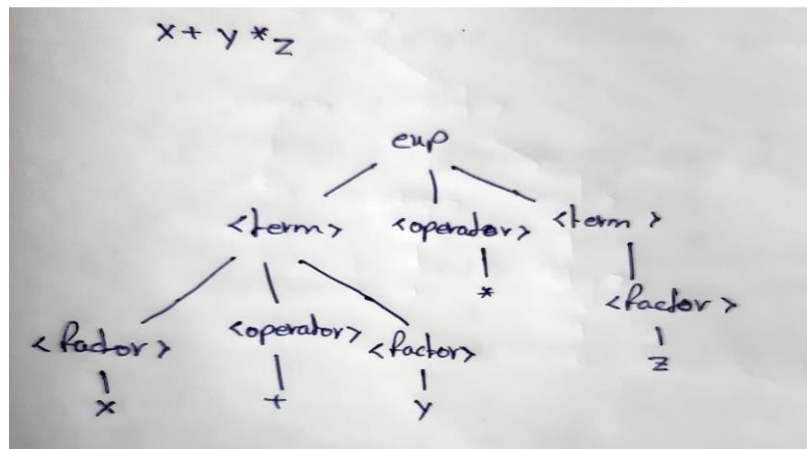 x + y * z
exp
<term> <operator> <term>
* <factor>
<factor> <operator> <factor> z
x + y